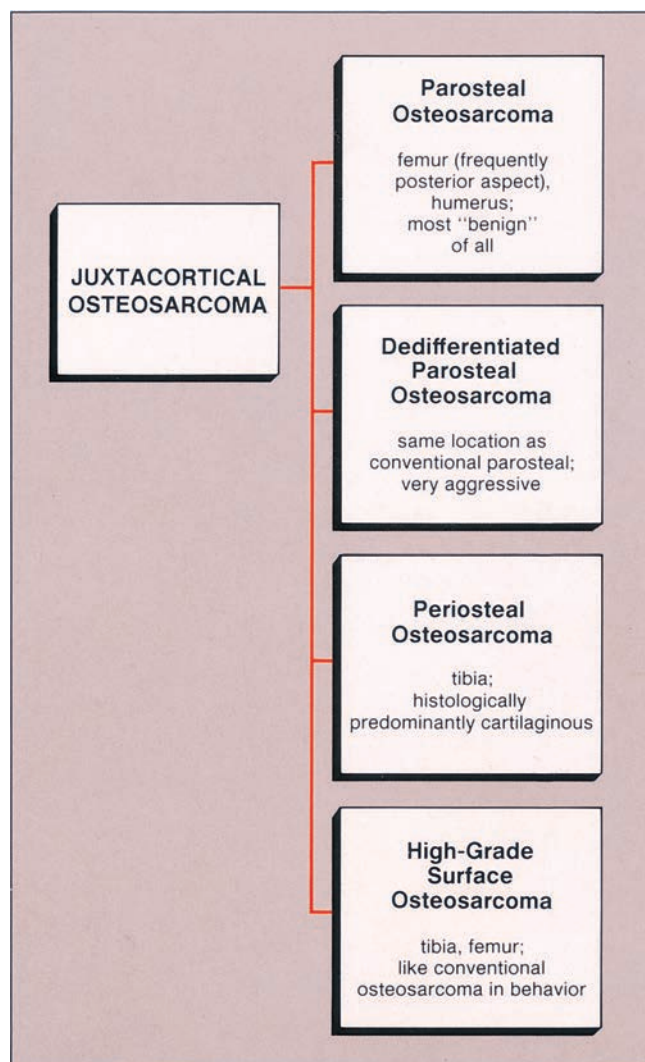 JUXTACORTICAL
OSTEOSARCOMA
Parosteal
Osteosarcoma
femur (frequently
posterior aspect),
humerus;
most "benign"
of all
Dedifferentiated
Parosteal
Osteosarcoma
same location as
conventional parosteal;
very aggressive
Periosteal
Osteosarcoma
tibia;
histologically
predominantly cartilaginous
High-Grade
Surface
Osteosarcoma
tibia, femur;
like conventional
osteosarcoma in behavior